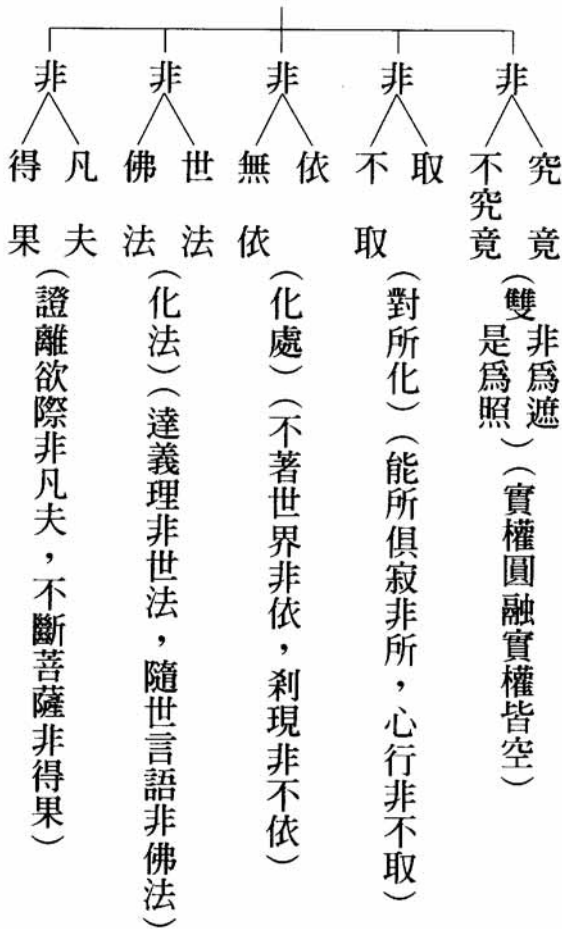 非
究竟
不究竟
（雙非爲遮是爲照）（實權圓融實權皆空）
非
取
不取
（對所化）（能所俱寂非所，心行非不取）
非
依
無依
（化處）（不著世界非依，剎現非不依）
非
世法
佛法
（化法）（達義理非世法，隨世言語非佛法）
非
凡夫
得果
（證離欲際非凡夫，不斷菩薩非得果）